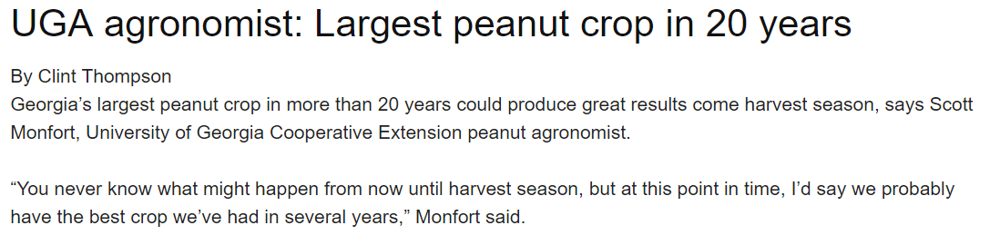 UGA agronomist: Largest peanut crop in 20 years
By Clint Thompson
Georgia’s largest peanut crop in more than 20 years could produce great results come harvest season, says Scott
Monfort, University of Georgia Cooperative Extension peanut agronomist.
“You never know what might happen from now until harvest season, but at this point in time, I’d say we probably
have the best crop we’ve had in several years,” Monfort said.